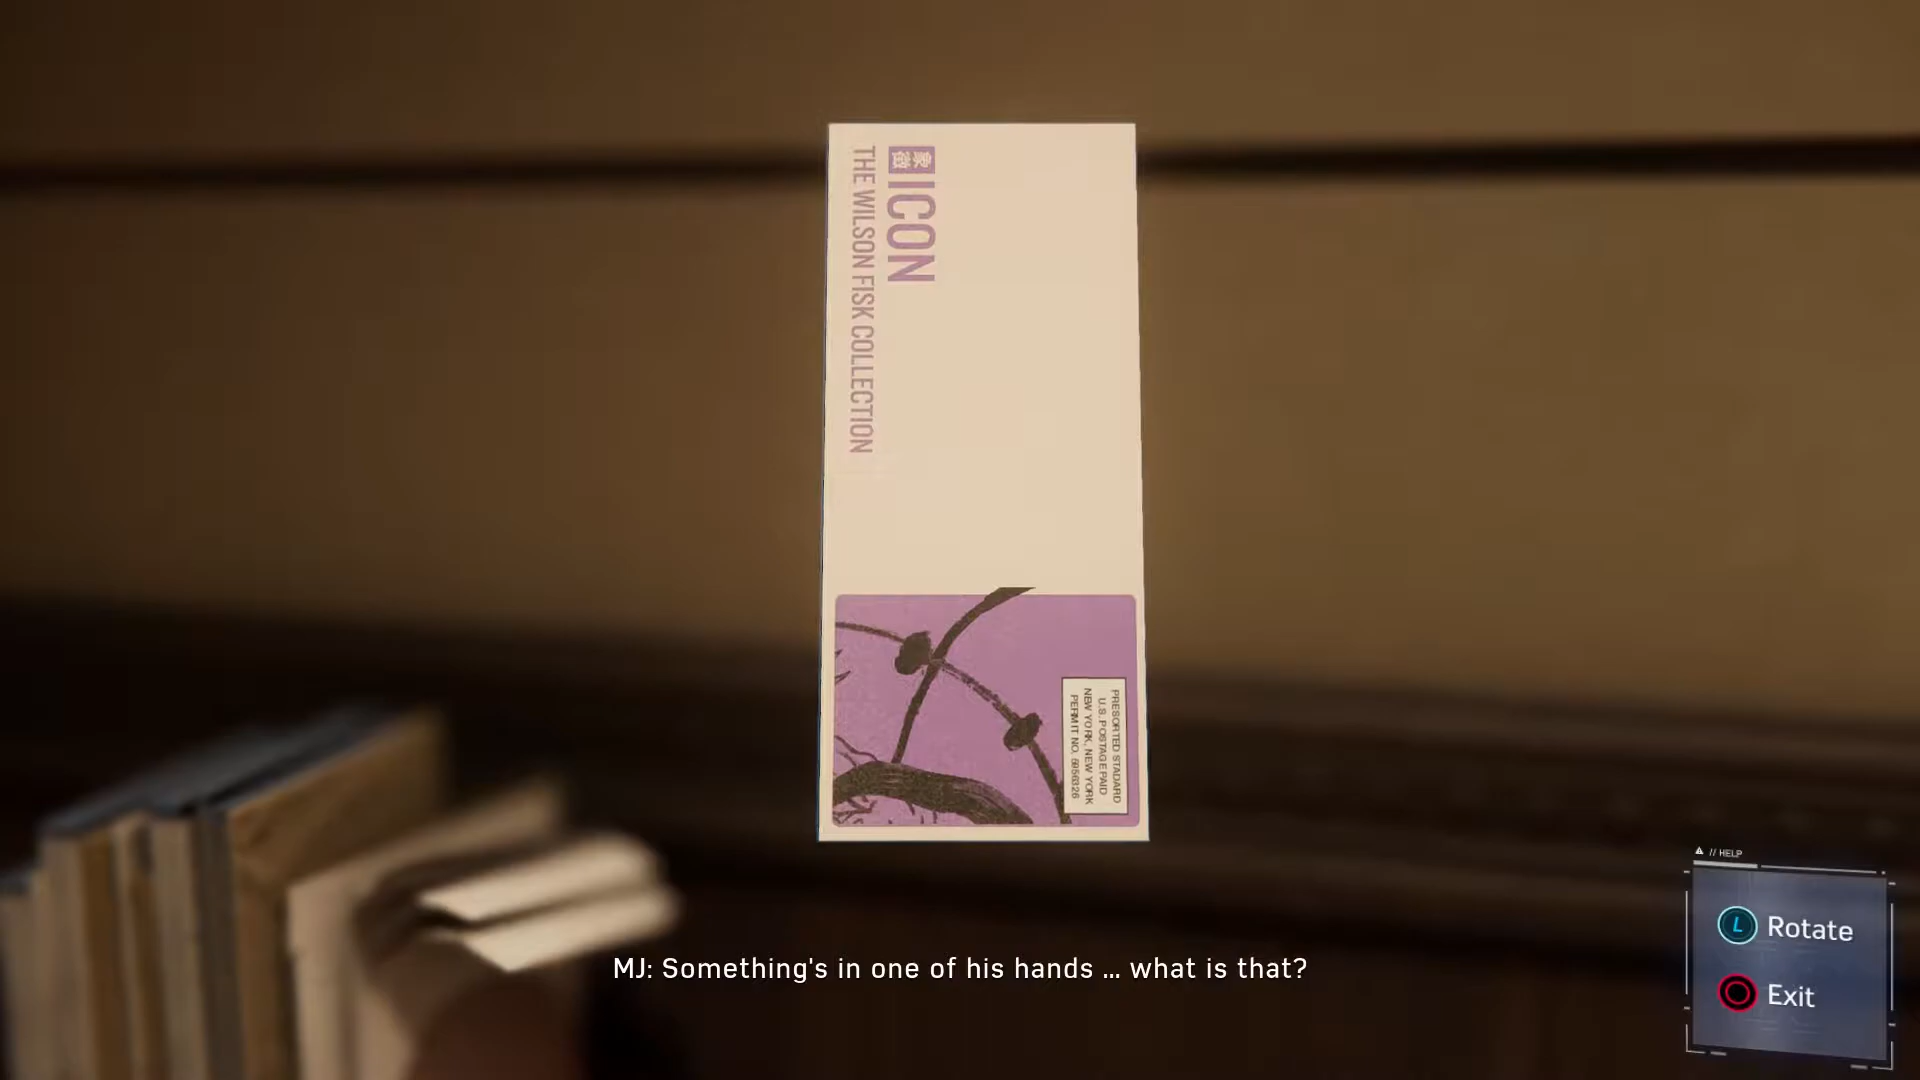 象徵
ICON
THE WILSON FISK COLLECTION
PRESORTED STADARD
U.S. POSTAGE PAID
NEW YORK, NEW YORK
PERMIT NO. 6956326
MJ: Something's in one of his hands ... what is that?
// HELP
L Rotate
Exit